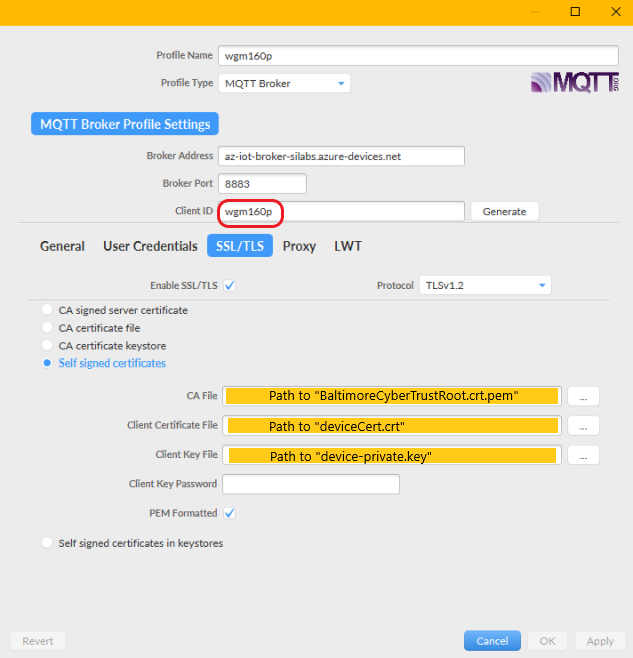 Profile Name wgm160p
Profile Type MQTT Broker
MQTT.ORG
MQTT Broker Profile Settings
Broker Address az-iot-broker-silabs.azure-devices.net
Broker Port 8883
Client ID wgm160p Generate
General User Credentials SSL/TLS Proxy LWT
Enable SSL/TLS Protocol TLSv1.2
CA signed server certificate
CA certificate file
CA certificate keystore
Self signed certificates
CA File Path to "BaltimoreCyberTrustRoot.crt.pem" ...
Client Certificate File Path to "deviceCert.crt" ...
Client Key File Path to "device-private.key" ...
Client Key Password
PEM Formatted
Self signed certificates in keystores
Revert Cancel OK Apply